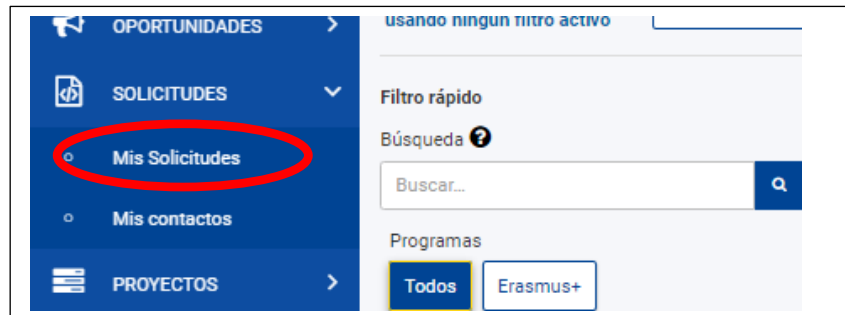 OPORTUNIDADES
SOLICITUDES
Mis Solicitudes
Mis contactos
PROYECTOS
usando ningún filtro activo
Filtro rápido
Búsqueda ?
Buscar...
Programas
Todos
Erasmus+